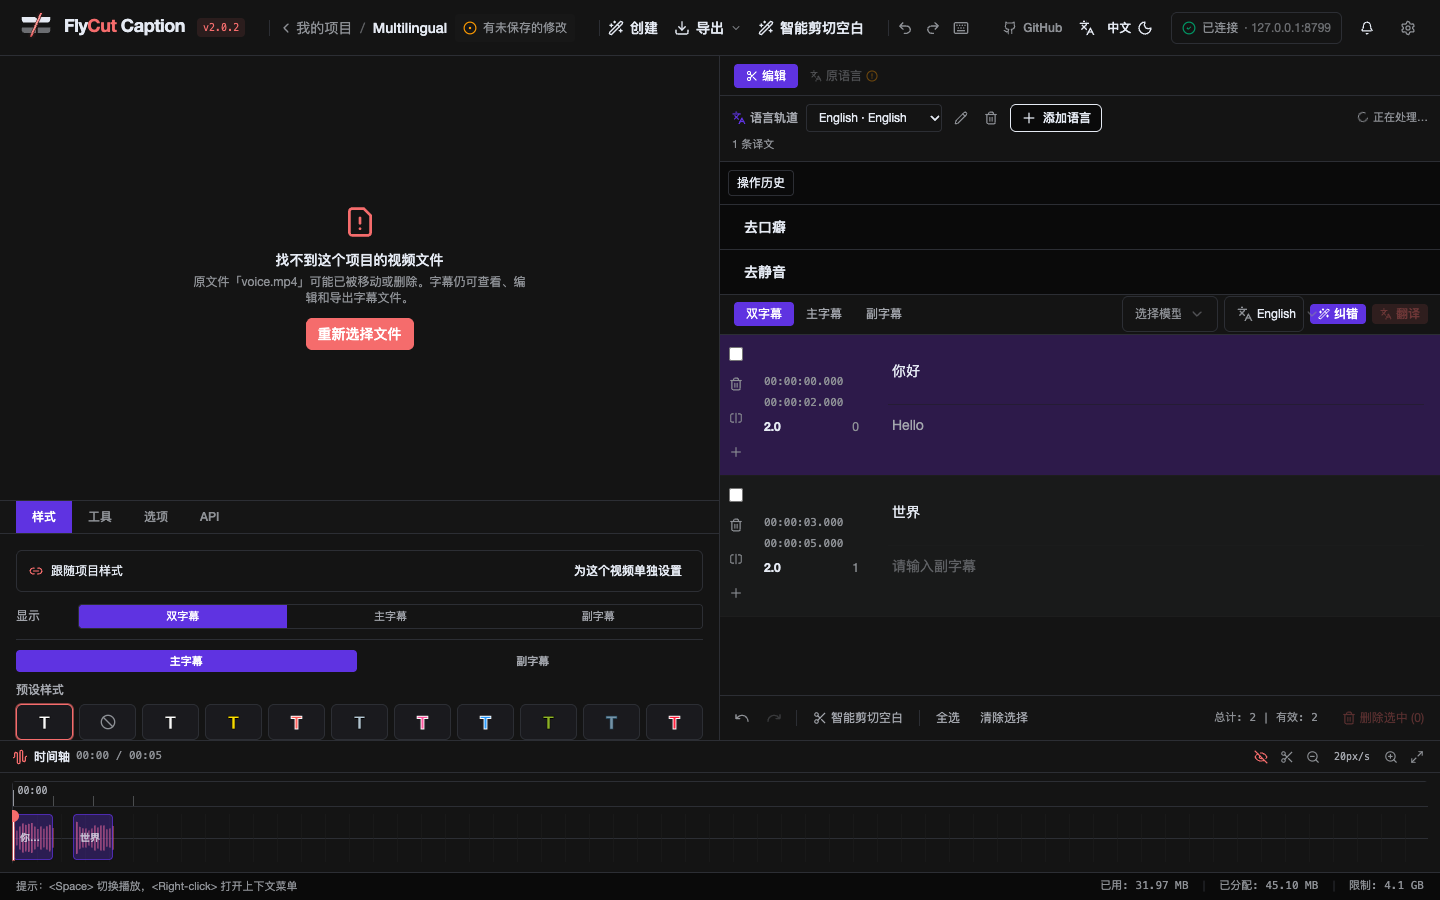 FlyCut Caption v2.0.2 我的项目 / Multilingual 有未保存的修改 创建 导出 智能剪切空白 GitHub 中文 已连接 · 127.0.0.1:8799
找不到这个项目的视频文件
原文件「voice.mp4」可能已被移动或删除。字幕仍可查看、编
辑和导出字幕文件。
重新选择文件
样式 工具 选项 API
跟随项目样式 为这个视频单独设置
显示 双字幕 主字幕 副字幕
主字幕 副字幕
预设样式
T T T T T T T T T T
编辑 原语言
语言轨道 English · English 添加语言 正在处理...
1 条译文
操作历史
去口癖
去静音
双字幕 主字幕 副字幕 选择模型 English 纠错 翻译
你好
00:00:00.000
00:00:02.000
2.0 0 Hello
世界
00:00:03.000
00:00:05.000
2.0 1 请输入副字幕
智能剪切空白 全选 清除选择 总计: 2 | 有效: 2 删除选中 (0)
时间轴 00:00 / 00:05 20px/s
00:00
你... 世界
提示: <Space> 切换播放, <Right-click> 打开上下文菜单 已用: 31.97 MB 已分配: 45.10 MB 限制: 4.1 GB